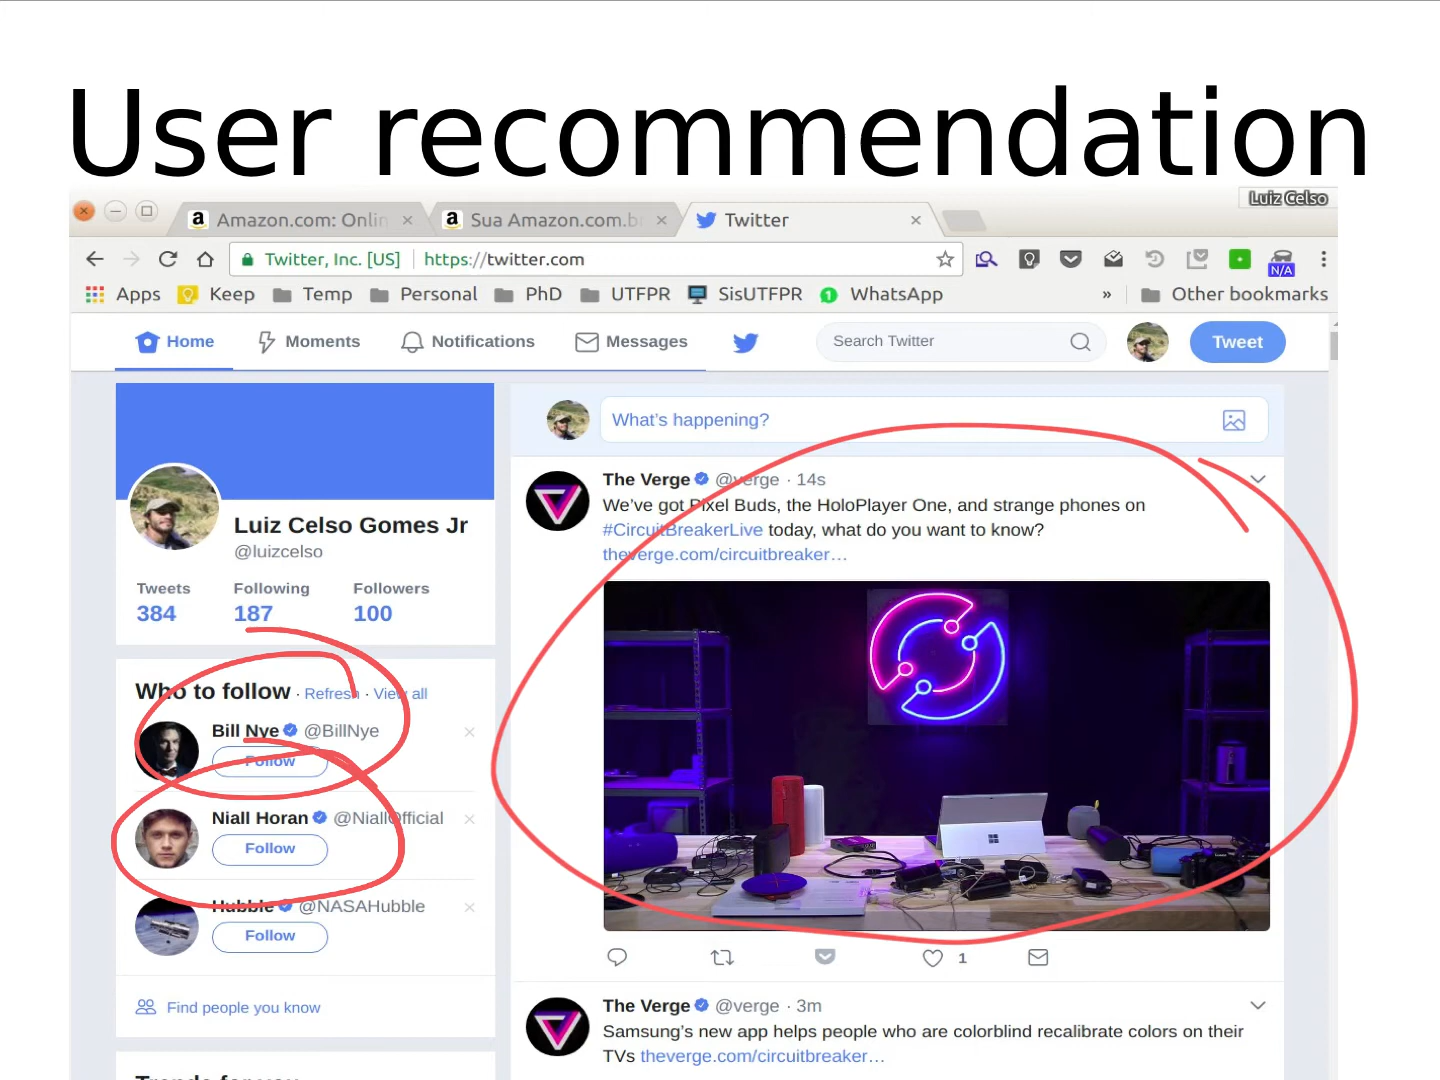 User recommendation
Luiz Celso
Amazon.com: Onlin
Sua Amazon.com.b
Twitter
Twitter, Inc. [US]
https://twitter.com
N/A
Apps
Keep
Temp
Personal
PhD
UTFPR
SisUTFPR
1
WhatsApp
»
Other bookmarks
Home
Moments
Notifications
Messages
Search Twitter
Tweet
Luiz Celso Gomes Jr
@luizcelso
Tweets Following Followers
384 187 100
Who to follow · Refresh · View all
Bill Nye @BillNye
Follow
Niall Horan @NiallOfficial
Follow
Hubble @NASAHubble
Follow
Find people you know
Trends for you
What's happening?
The Verge @verge · 14s
We've got Pixel Buds, the HoloPlayer One, and strange phones on
#CircuitBreakerLive today, what do you want to know?
theverge.com/circuitbreaker…
1
The Verge @verge · 3m
Samsung's new app helps people who are colorblind recalibrate colors on their
TVs theverge.com/circuitbreaker…